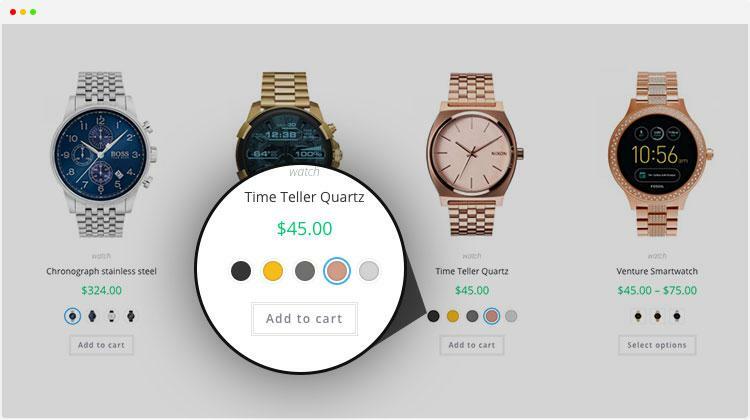 BOSS
12:38
64%
100%
NIXON
10:56
FOSSIL
watch
Time Teller Quartz
$45.00
Add to cart
watch
Chronograph stainless steel
$324.00
Add to cart
watch
Time Teller Quartz
$45.00
Add to cart
watch
Venture Smartwatch
$45.00 – $75.00
Select options